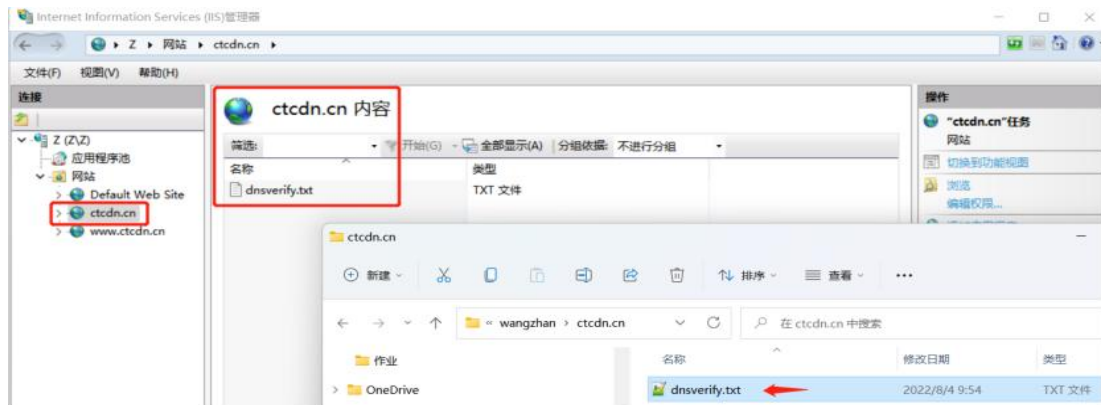 Internet Information Services (IIS)管理器
Z 网站 ctcdn.cn
文件(F) 视图(V) 帮助(H)
连接
Z (Z\Z)
应用程序池
网站
Default Web Site
ctcdn.cn
www.ctcdn.cn
ctcdn.cn 内容
筛选: 开始(G) 全部显示(A) 分组依据: 不进行分组
名称 类型
dnsverify.txt TXT 文件
操作
"ctcdn.cn"任务
网站
切换到功能视图
浏览
编辑权限...
ctcdn.cn
新建 排序 查看 ...
« wangzhan › ctcdn.cn 在 ctcdn.cn 中搜索
作业
OneDrive
名称 修改日期 类型
dnsverify.txt 2022/8/4 9:54 TXT 文件